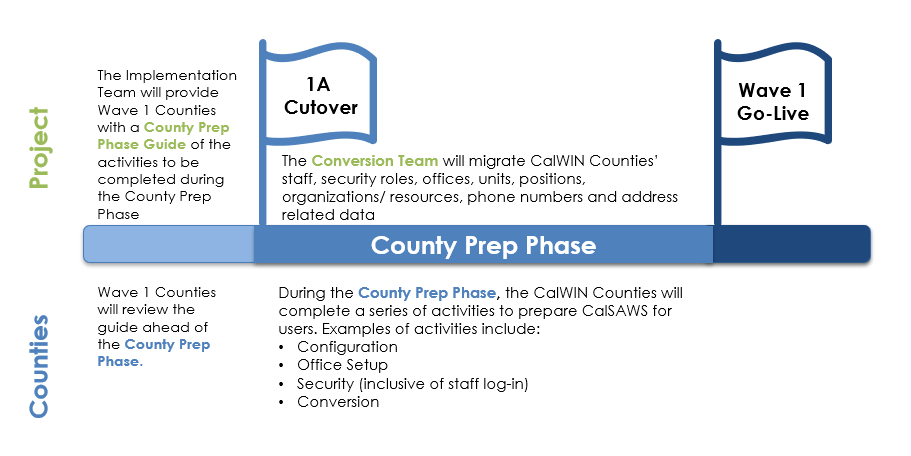 Project
The Implementation
Team will provide
Wave 1 Counties
with a County Prep
Phase Guide of the
activities to be
completed during
the County Prep
Phase
1A
Cutover
The Conversion Team will migrate CalWIN Counties’
staff, security roles, offices, units, positions,
organizations/ resources, phone numbers and address
related data
Wave 1
Go-Live
County Prep Phase
Counties
Wave 1 Counties
will review the
guide ahead of
the County Prep
Phase.
During the County Prep Phase, the CalWIN Counties will
complete a series of activities to prepare CalSAWS for
users. Examples of activities include:
• Configuration
• Office Setup
• Security (inclusive of staff log-in)
• Conversion